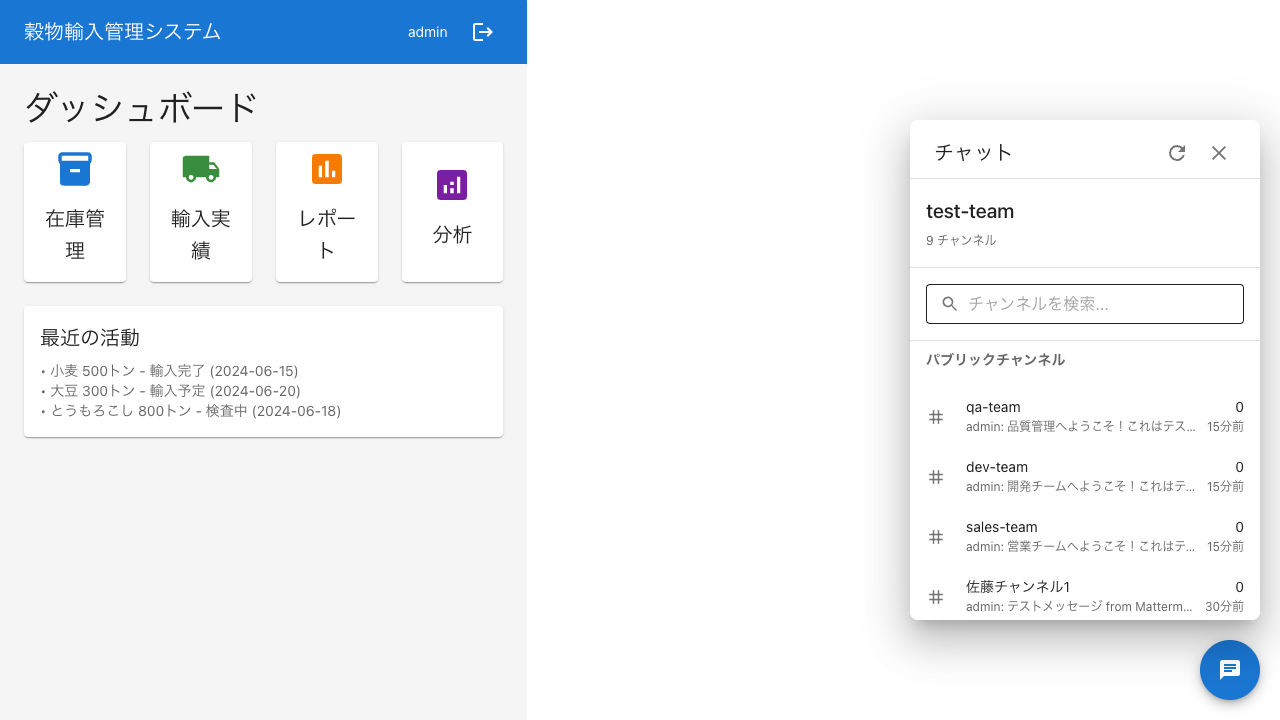 穀物輸入管理システム
admin
ダッシュボード
在庫管
理
輸入実
績
レポー
ト
分析
最近の活動
• 小麦 500トン - 輸入完了 (2024-06-15)
• 大豆 300トン - 輸入予定 (2024-06-20)
• とうもろこし 800トン - 検査中 (2024-06-18)
チャット
test-team
9 チャンネル
チャンネルを検索...
パブリックチャンネル
qa-team 0
admin: 品質管理へようこそ！これはテス... 15分前
dev-team 0
admin: 開発チームへようこそ！これはテ... 15分前
sales-team 0
admin: 営業チームへようこそ！これはテ... 15分前
佐藤チャンネル1 0
admin: テストメッセージ from Matterm... 30分前